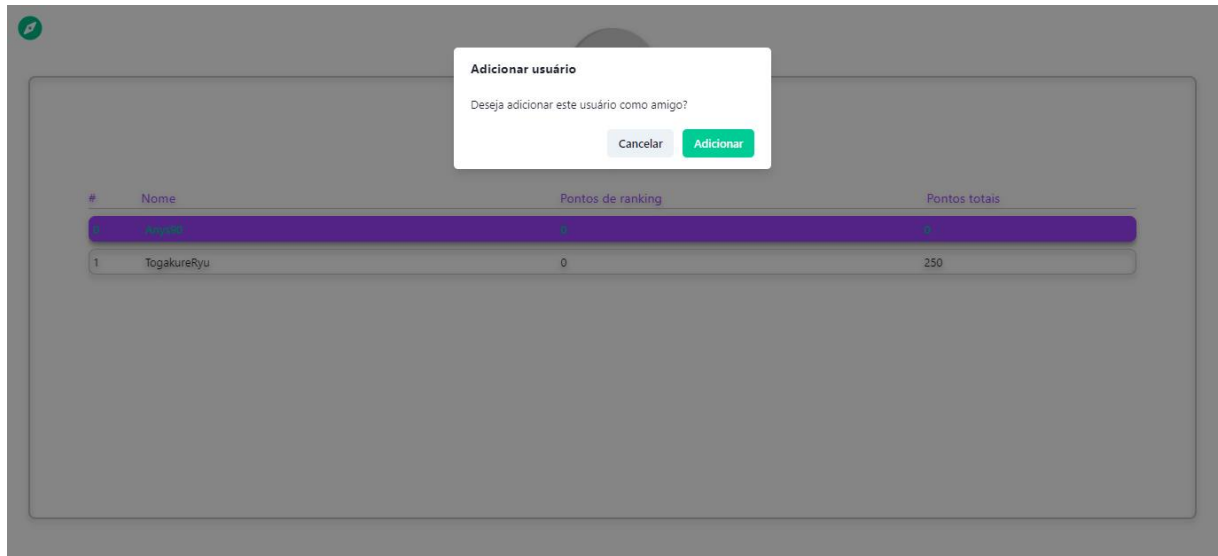 Adicionar usuário
Deseja adicionar este usuário como amigo?
Cancelar Adicionar
# Nome Pontos de ranking Pontos totais
0 Anys90 0 0
1 TogakureRyu 0 250